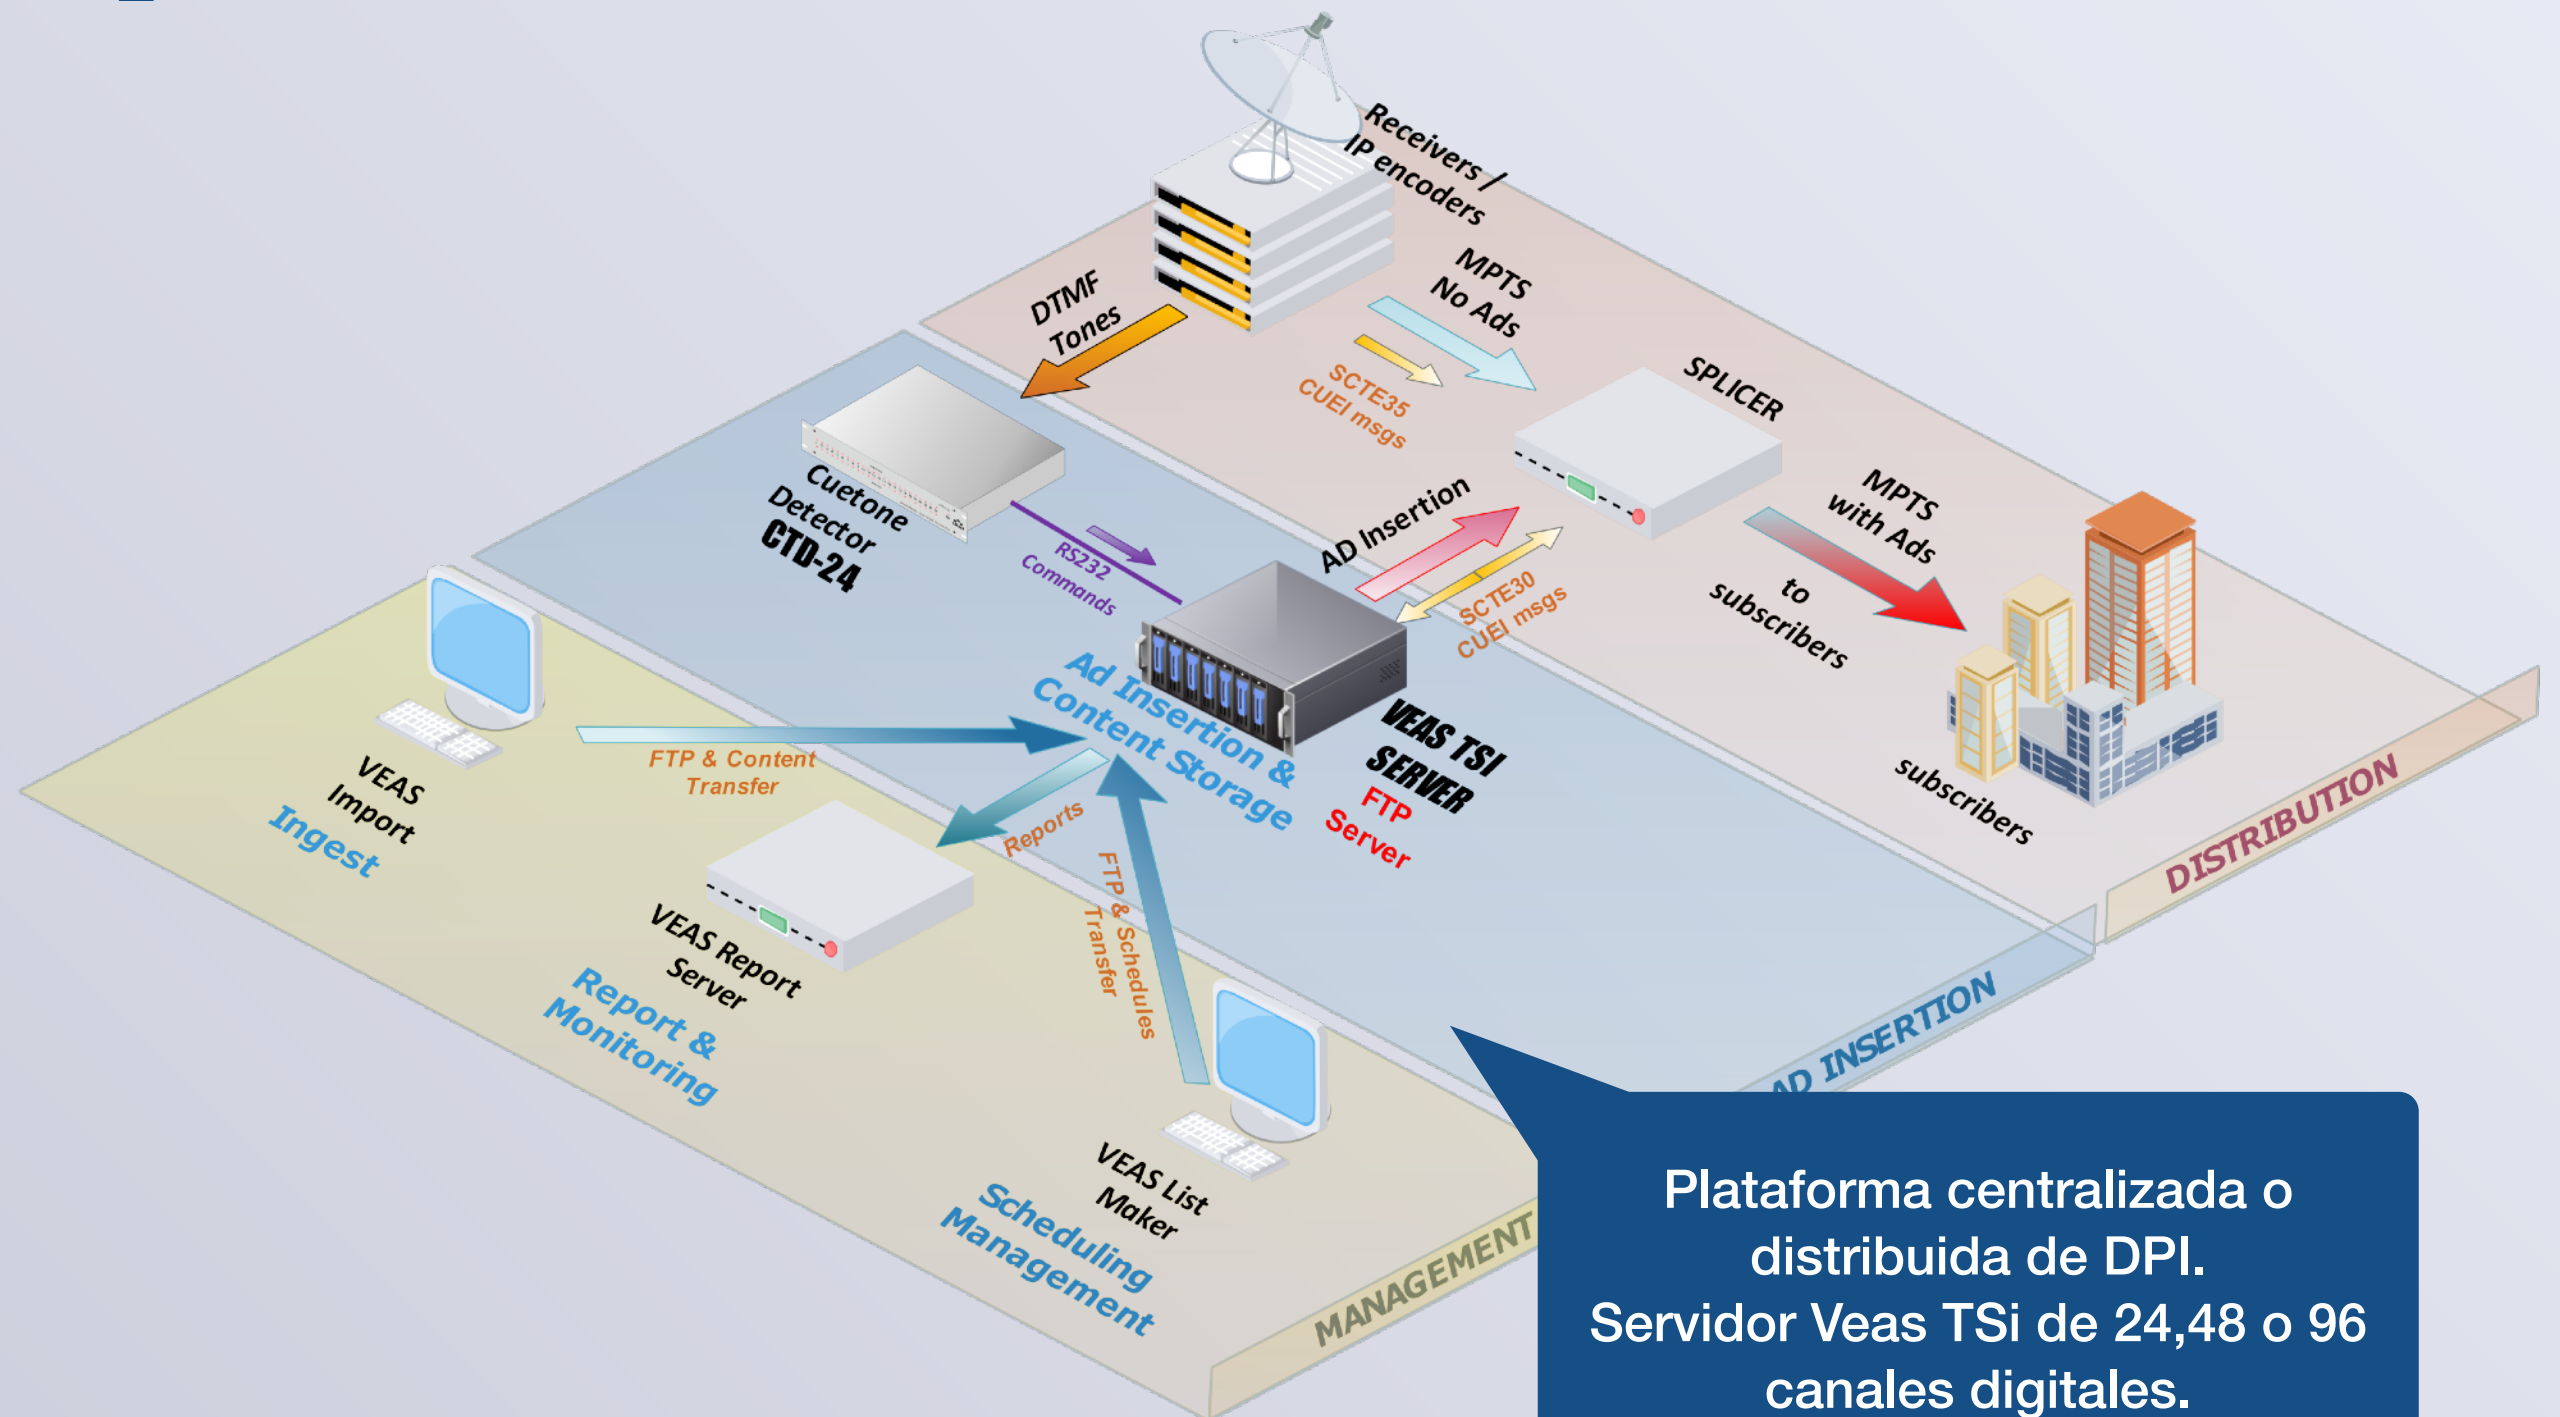 Receivers /
IP encoders
DTMF
Tones
MPTS
No Ads
SCTE35
CUEI msgs
SPLICER
Cuetone
Detector
CTD-24
RS232
Commands
AD Insertion
SCTE30
CUEI msgs
MPTS
with Ads
to
subscribers
subscribers
DISTRIBUTION
Ad Insertion &
Content Storage
VEAS TSI
SERVER
FTP
Server
FTP & Content
Transfer
VEAS
Import
Ingest
Reports
FTP & Schedules
Transfer
VEAS Report
Server
Report &
Monitoring
VEAS List
Maker
Scheduling
Management
AD INSERTION
MANAGEMENT
Plataforma centralizada o
distribuida de DPI.
Servidor Veas TSi de 24,48 o 96
canales digitales.